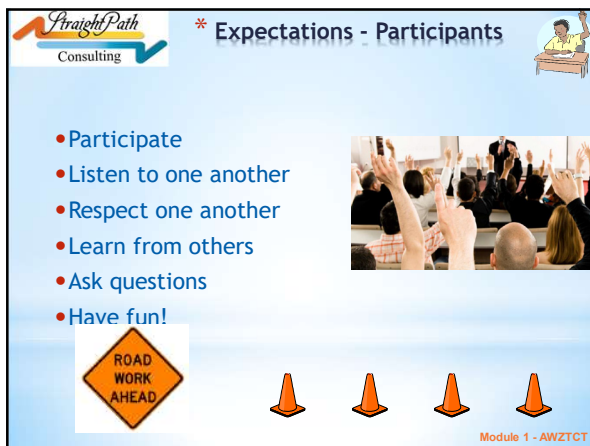 StraightPath
Consulting
* Expectations - Participants
• Participate
• Listen to one another
• Respect one another
• Learn from others
• Ask questions
• Have fun!
ROAD
WORK
AHEAD
Module 1 - AWZTCT